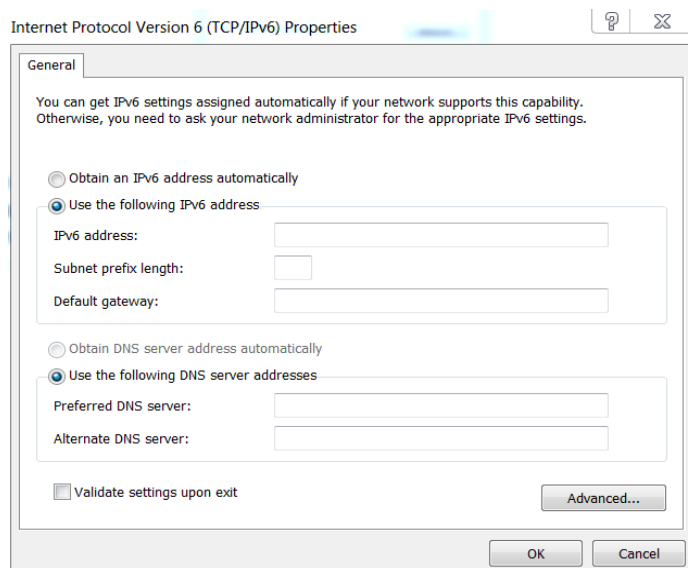 Internet Protocol Version 6 (TCP/IPv6) Properties
General
You can get IPv6 settings assigned automatically if your network supports this capability.
Otherwise, you need to ask your network administrator for the appropriate IPv6 settings.
Obtain an IPv6 address automatically
Use the following IPv6 address
IPv6 address:
Subnet prefix length:
Default gateway:
Obtain DNS server address automatically
Use the following DNS server addresses
Preferred DNS server:
Alternate DNS server:
Validate settings upon exit
Advanced...
OK Cancel